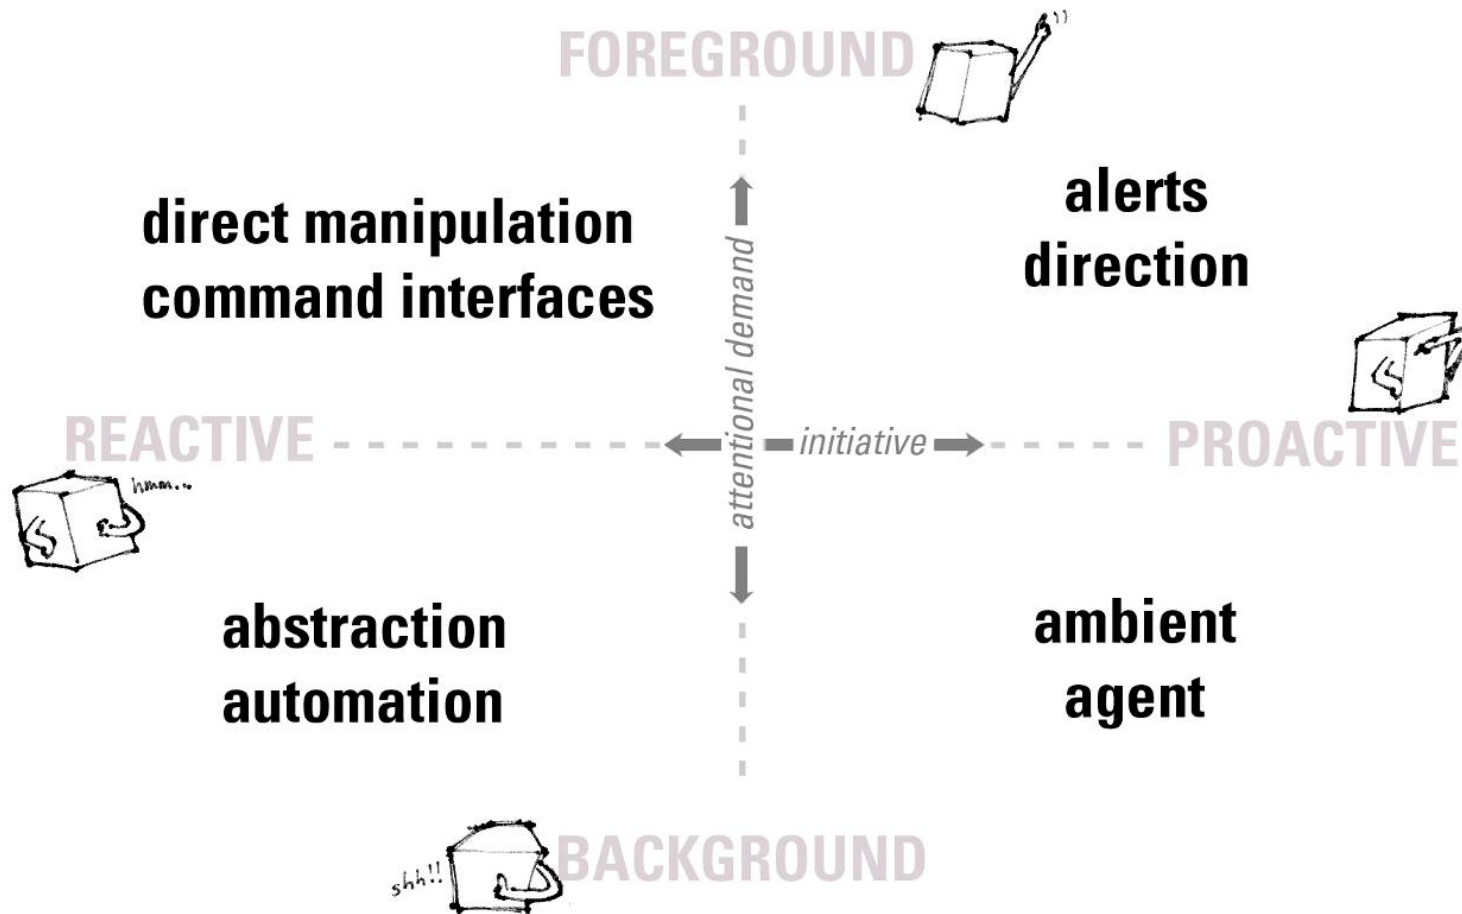 FOREGROUND
direct manipulation
command interfaces
alerts
direction
attentional demand
REACTIVE
initiative
PROACTIVE
hmm...
abstraction
automation
ambient
agent
shh!!
BACKGROUND